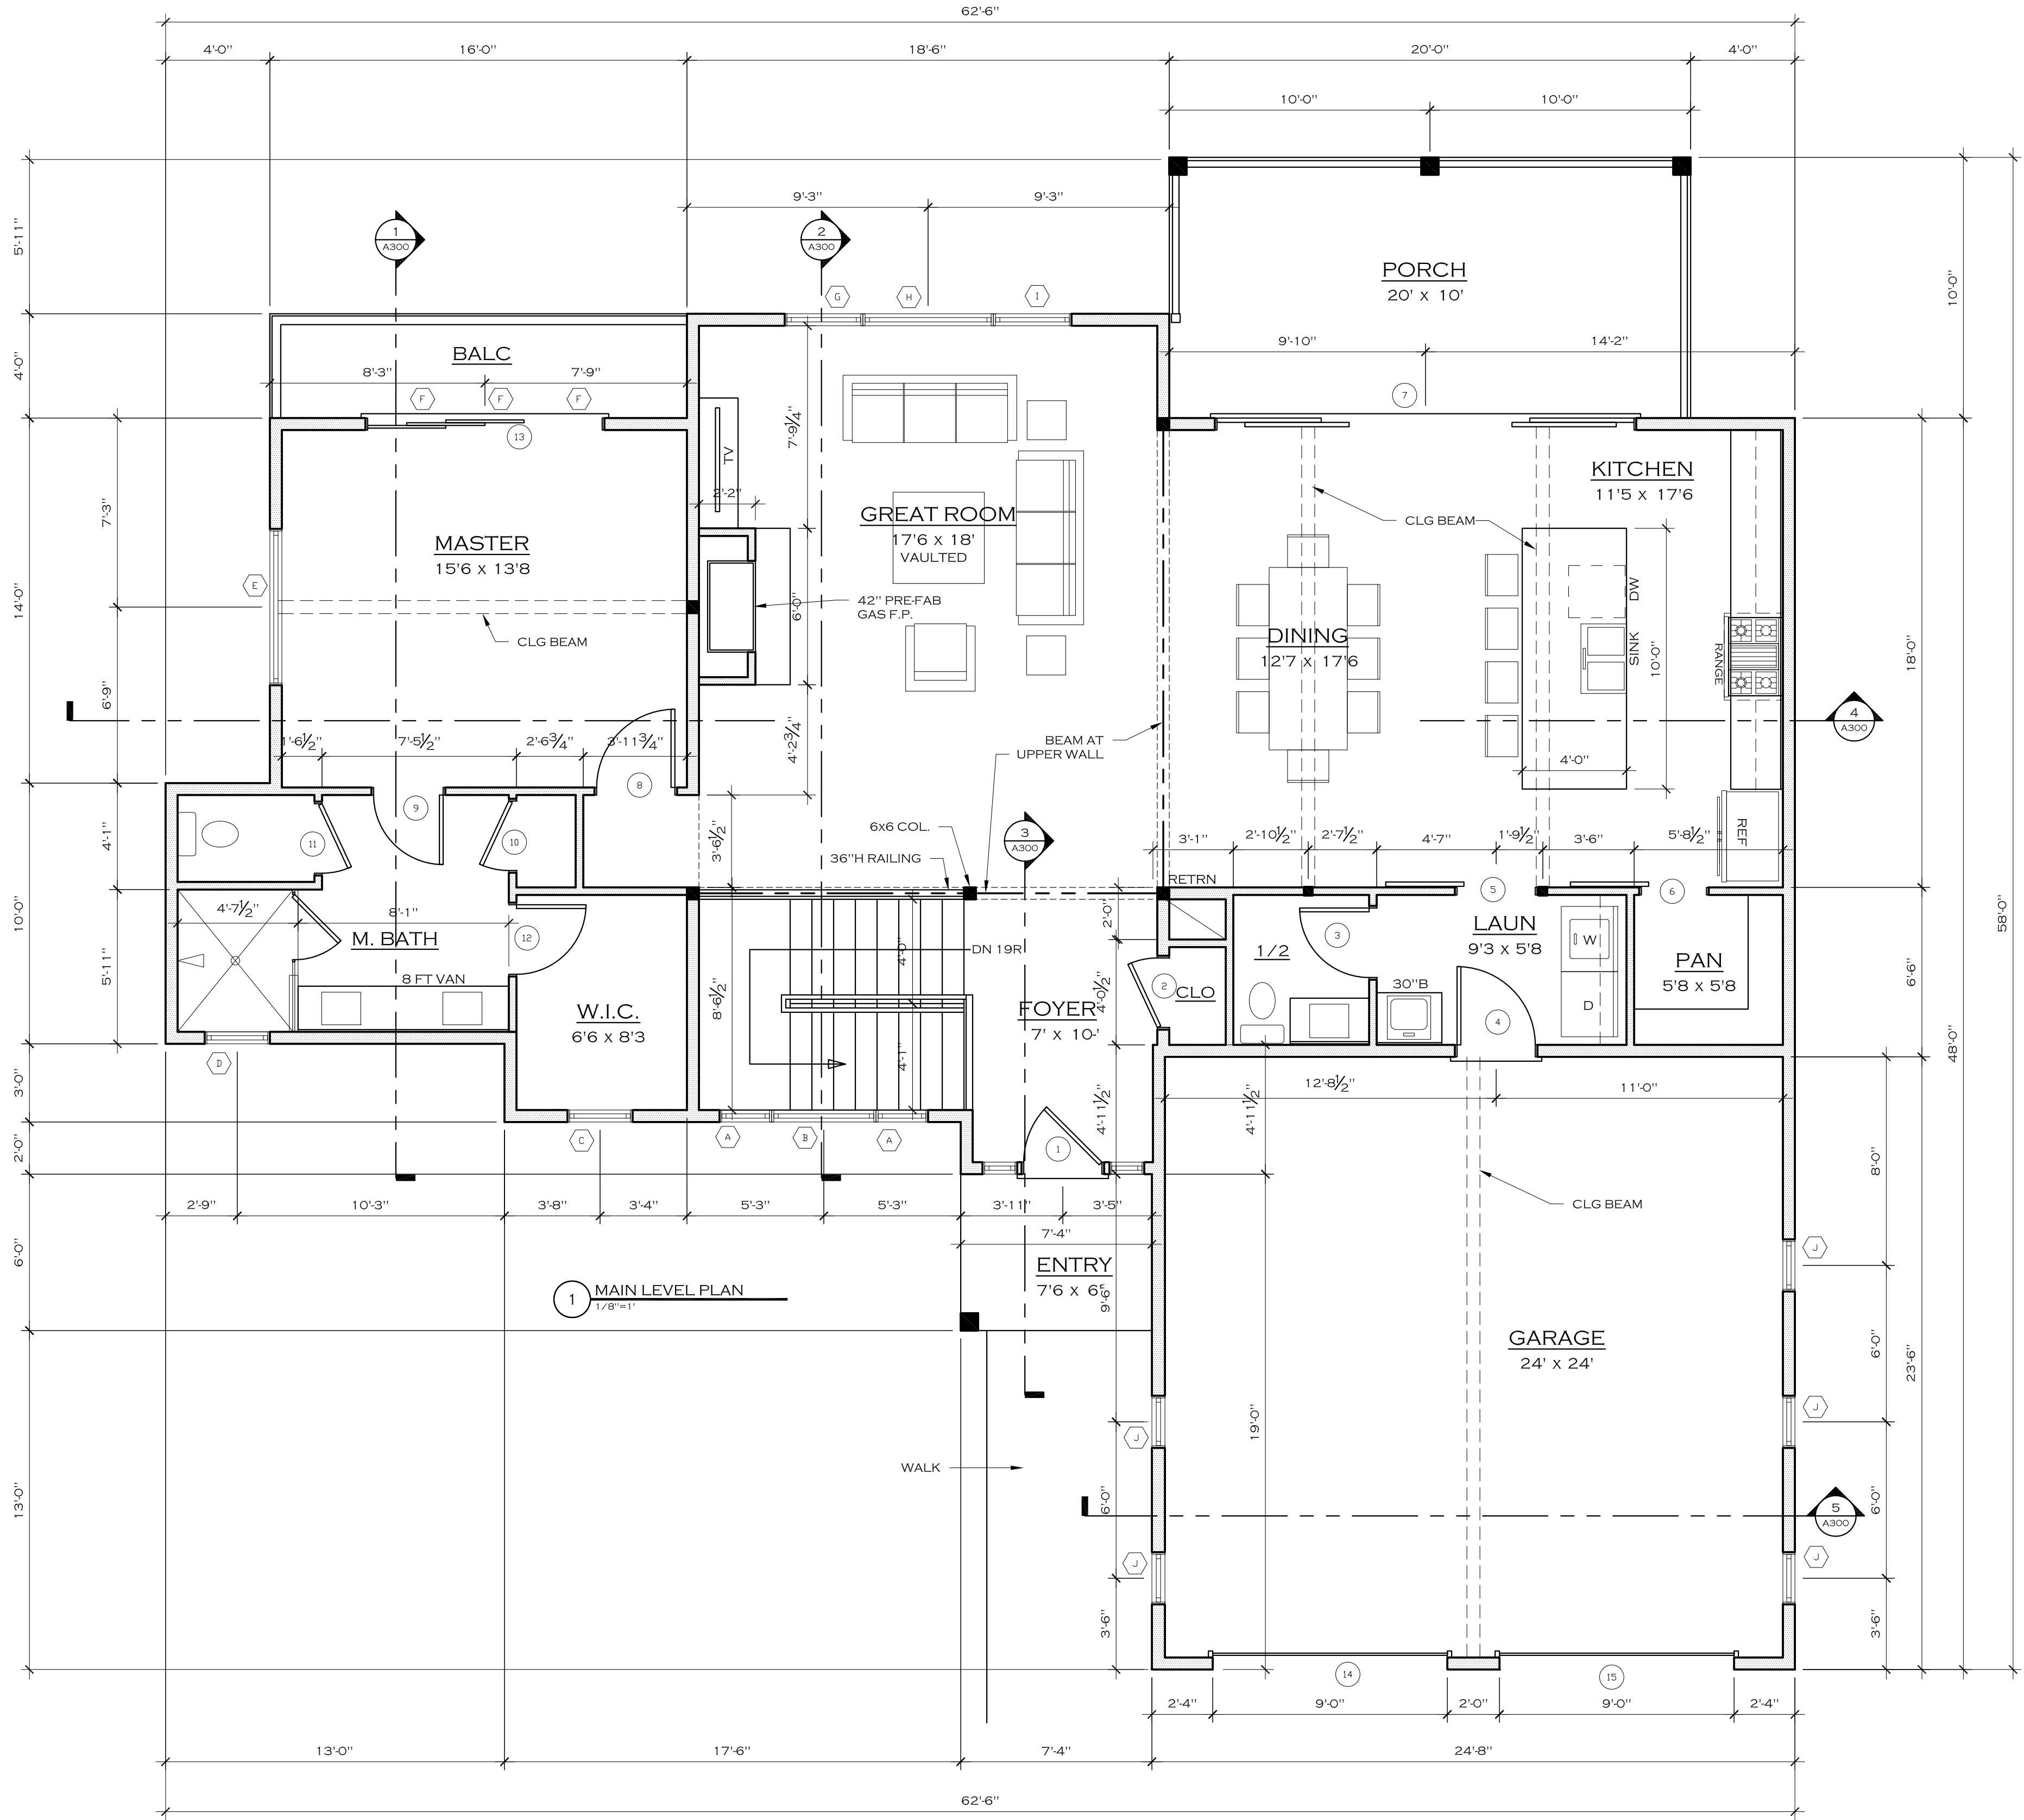 62'-6"
4'-0" 16'-0" 18'-6" 20'-0" 4'-0"
10'-0" 10'-0"
9'-3" 9'-3"
5'-11"
1
A300
2
A300
PORCH
20' x 10'
10'-0"
G H I
9'-10" 14'-2"
4'-0"
BALC
8'-3" 7'-9"
F F F
7
13
7'-9 1/4"
TV
2'-2"
KITCHEN
11'5 x 17'6
7'-3"
GREAT ROOM
17'6 x 18'
VAULTED
CLG BEAM
MASTER
15'6 x 13'8
E
14'-0"
42" PRE-FAB
GAS F.P.
6'-0"
CLG BEAM
DINING
12'7 x 17'6
DW
SINK
10'-0"
RANGE
18'-0"
58'-0"
6'-9"
4
A300
1'-6 1/2" 7'-5 1/2" 2'-6 3/4" 3'-11 3/4"
4'-2 3/4"
BEAM AT
UPPER WALL
4'-0"
8
9
10
11
4'-1"
3'-6 1/2"
6x6 COL.
36"H RAILING
3
A300
3'-1" 2'-10 1/2" 2'-7 1/2" 4'-7" 1'-9 1/2" 3'-6" 5'-8 1/2"
REF
RETRN
5
6
10'-0"
4'-7 1/2" 8'-1"
M. BATH
12
5'-11"
8 FT VAN
DN 19R
4'-0"
2'-0"
3
1/2
LAUN
9'3 x 5'8
W
D
PAN
5'8 x 5'8
6'-6"
48'-0"
W.I.C.
6'6 x 8'3
8'-6 1/2"
4'-1"
FOYER
7' x 10-'
4'-0 1/2"
2
CLO
30"B
4
D
3'-0"
12'-8 1/2" 11'-0"
4'-11 1/2"
4'-11 1/2"
C A B A
1
2'-0"
8'-0"
2'-9" 10'-3" 3'-8" 3'-4" 5'-3" 5'-3" 3'-11" 3'-5"
CLG BEAM
7'-4"
6'-0"
ENTRY
7'6 x 6'
9'-6"
1 MAIN LEVEL PLAN
1/8"=1'
J
GARAGE
24' x 24'
6'-0"
23'-6"
J
J
19'-0"
WALK
13'-0"
6'-0"
6'-0"
5
A300
J
J
3'-6"
3'-6"
14
15
2'-4" 9'-0" 2'-0" 9'-0" 2'-4"
13'-0" 17'-6" 7'-4" 24'-8"
62'-6"